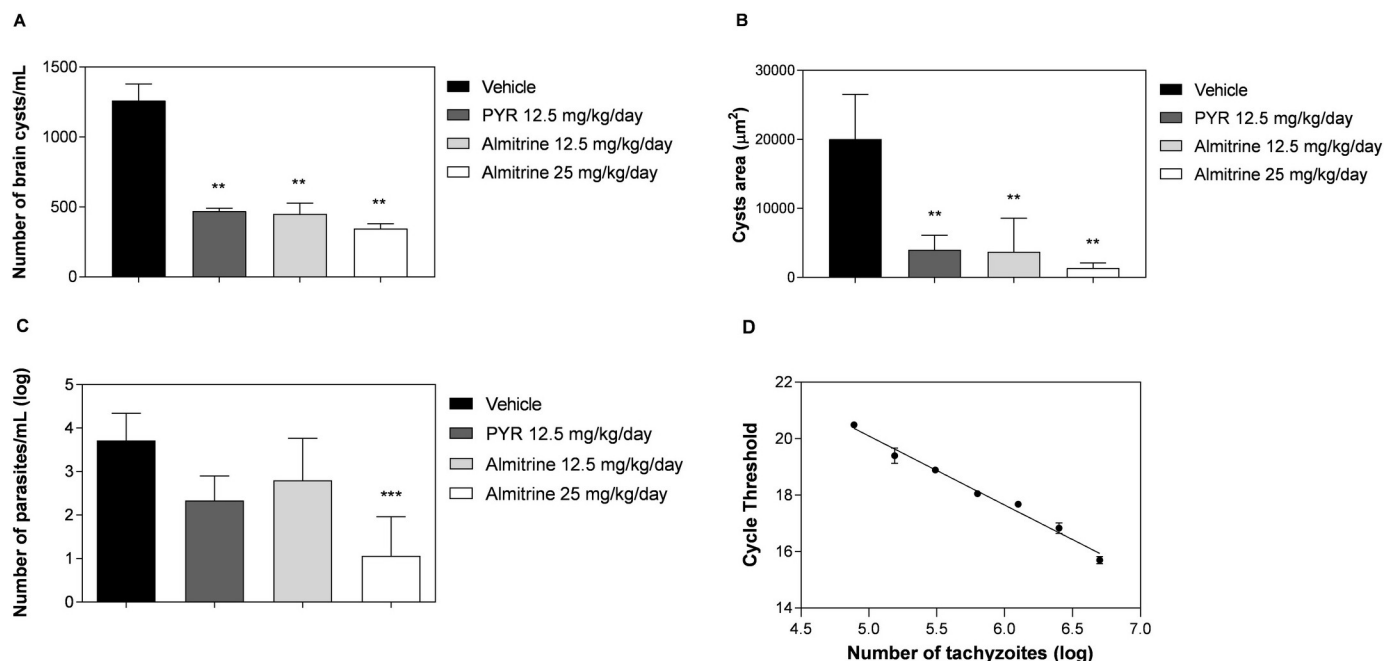 A
Number of brain cysts/mL
1500
1000
500
0
**
**
**
Vehicle
PYR 12.5 mg/kg/day
Almitrine 12.5 mg/kg/day
Almitrine 25 mg/kg/day
B
Cysts area (μm²)
30000
20000
10000
0
**
**
**
Vehicle
PYR 12.5 mg/kg/day
Almitrine 12.5 mg/kg/day
Almitrine 25 mg/kg/day
C
Number of parasites/mL (log)
5
4
3
2
1
0
***
Vehicle
PYR 12.5 mg/kg/day
Almitrine 12.5 mg/kg/day
Almitrine 25 mg/kg/day
D
Cycle Threshold
22
20
18
16
14
4.5 5.0 5.5 6.0 6.5 7.0
Number of tachyzoites (log)